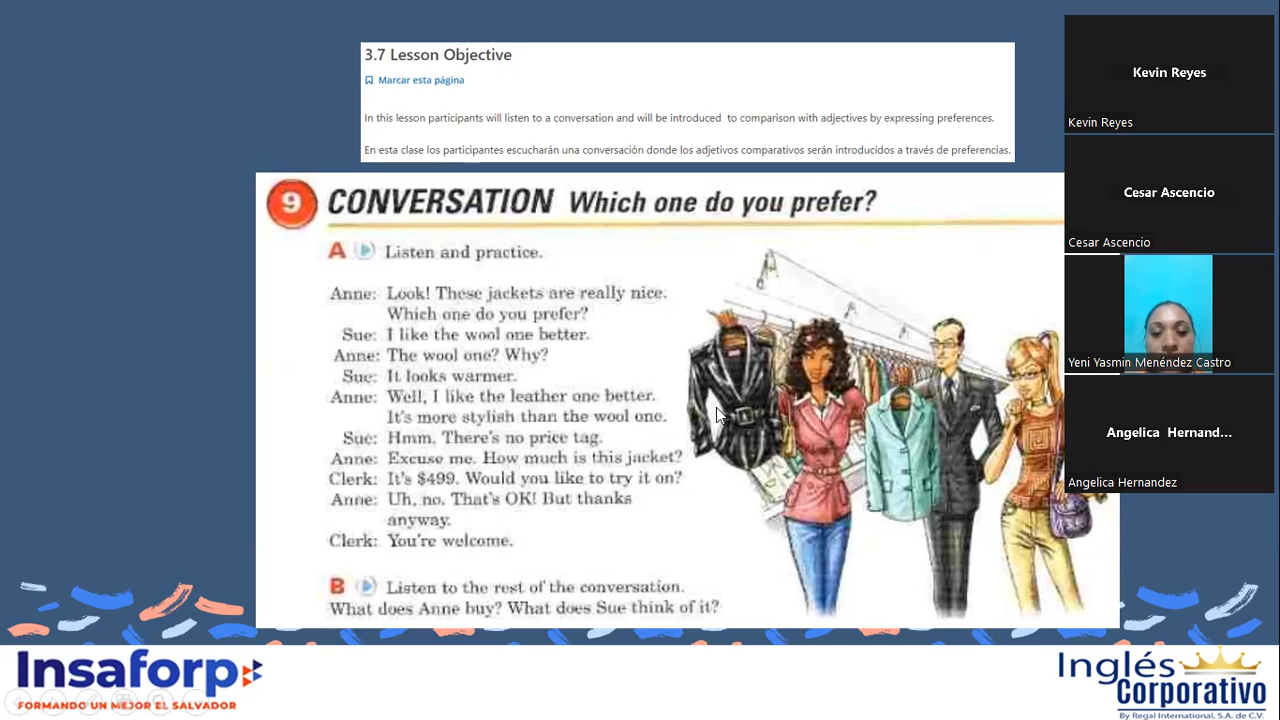 3.7 Lesson Objective
Marcar esta página
In this lesson participants will listen to a conversation and will be introduced to comparison with adjectives by expressing preferences.
En esta clase los participantes escucharán una conversación donde los adjetivos comparativos serán introducidos a través de preferencias.
9 CONVERSATION Which one do you prefer?
A Listen and practice.
Anne: Look! These jackets are really nice.
Which one do you prefer?
Sue: I like the wool one better.
Anne: The wool one? Why?
Sue: It looks warmer.
Anne: Well, I like the leather one better.
It's more stylish than the wool one.
Sue: Hmm. There's no price tag.
Anne: Excuse me. How much is this jacket?
Clerk: It's $499. Would you like to try it on?
Anne: Uh, no. That's OK! But thanks
anyway.
Clerk: You're welcome.
B Listen to the rest of the conversation.
What does Anne buy? What does Sue think of it?
Kevin Reyes
Kevin Reyes
Cesar Ascencio
Cesar Ascencio
Yeni Yasmin Menéndez Castro
Angelica Hernand...
Angelica Hernandez
Insaforp
FORMANDO UN MEJOR EL SALVADOR
Inglés
Corporativo
By Regal International, S.A. de C.V.